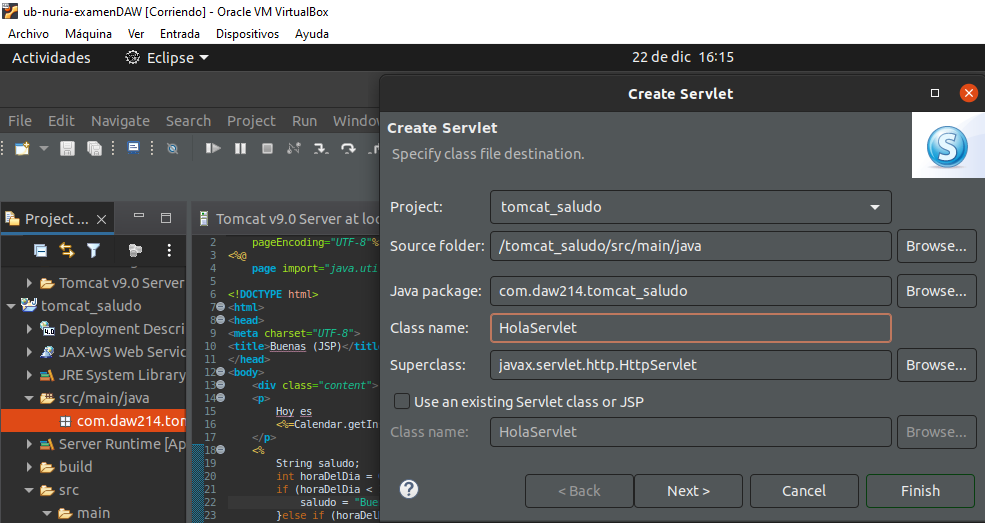 ub-nuria-examenDAW [Corriendo] - Oracle VM VirtualBox
Archivo Máquina Ver Entrada Dispositivos Ayuda
Actividades Eclipse 22 de dic 16:15
Create Servlet
File Edit Navigate Search Project Run Window
Create Servlet
Specify class file destination.
S
Project: tomcat_saludo
Source folder: /tomcat_saludo/src/main/java Browse...
Java package: com.daw214.tomcat_saludo Browse...
Class name: HolaServlet
Superclass: javax.servlet.http.HttpServlet Browse...
Use an existing Servlet class or JSP
Class name: HolaServlet Browse...
< Back Next > Cancel Finish
Project ...
Tomcat v9.0 Server
tomcat_saludo
Deployment Descri
JAX-WS Web Servic
JRE System Library
src/main/java
com.daw214.tom
Server Runtime [Ap
build
src
main
Tomcat v9.0 Server at loc
2 pageEncoding="UTF-8"%
3 <%@
4 page import="java.uti
5
6 <!DOCTYPE html>
7 <html>
8 <head>
9 <meta charset="UTF-8">
10 <title>Buenas (JSP)</title
11 </head>
12 <body>
13 <div class="content">
14 <p>
15 Hoy es
16 <%=Calendar.getIn
17 </p>
18 <%
19 String saludo;
20 int horaDelDia =
21 if (horaDelDia <
22 saludo = "Bue
23 }else if (horaDel